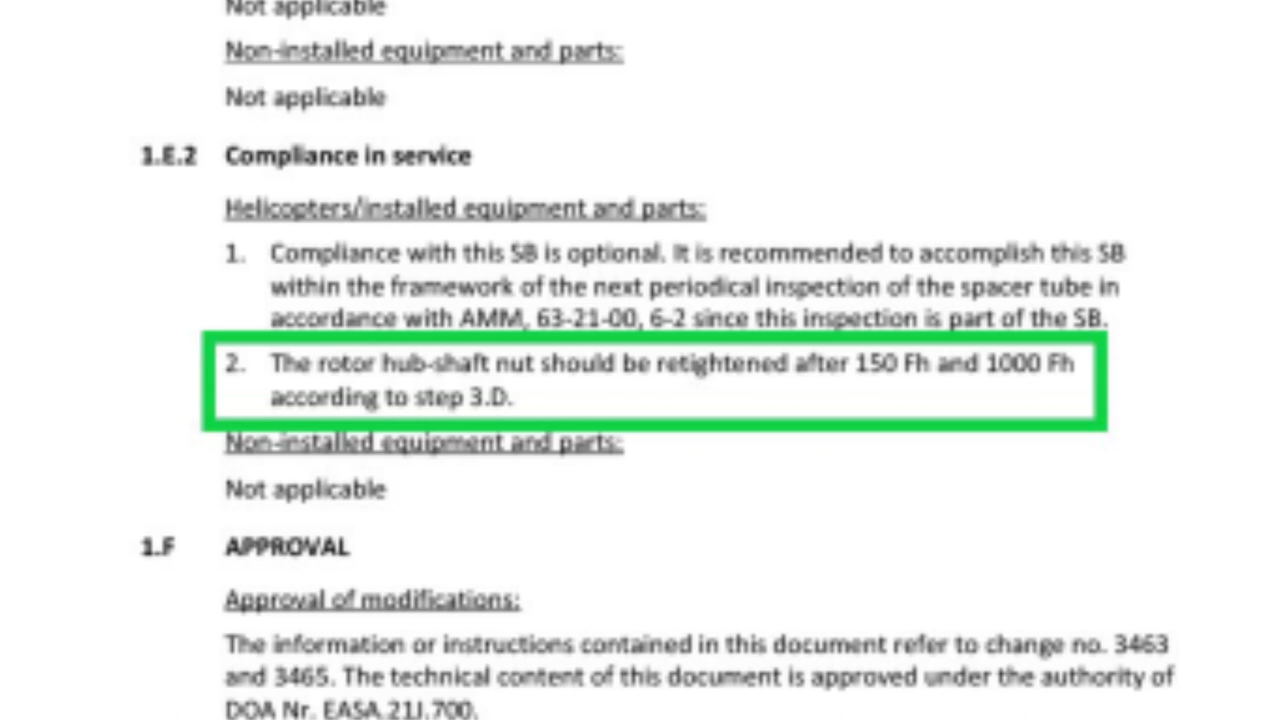 Not applicable
Non-installed equipment and parts:
Not applicable
1.E.2 Compliance in service
Helicopters/installed equipment and parts:
1. Compliance with this SB is optional. It is recommended to accomplish this SB
within the framework of the next periodical inspection of the spacer tube in
accordance with AMM, 63-21-00, 6-2 since this inspection is part of the SB.
2. The rotor hub-shaft nut should be retightened after 150 Fh and 1000 Fh
according to step 3.D.
Non-installed equipment and parts:
Not applicable
1.F APPROVAL
Approval of modifications:
The information or instructions contained in this document refer to change no. 3463
and 3465. The technical content of this document is approved under the authority of
DOA Nr. EASA.21J.700.